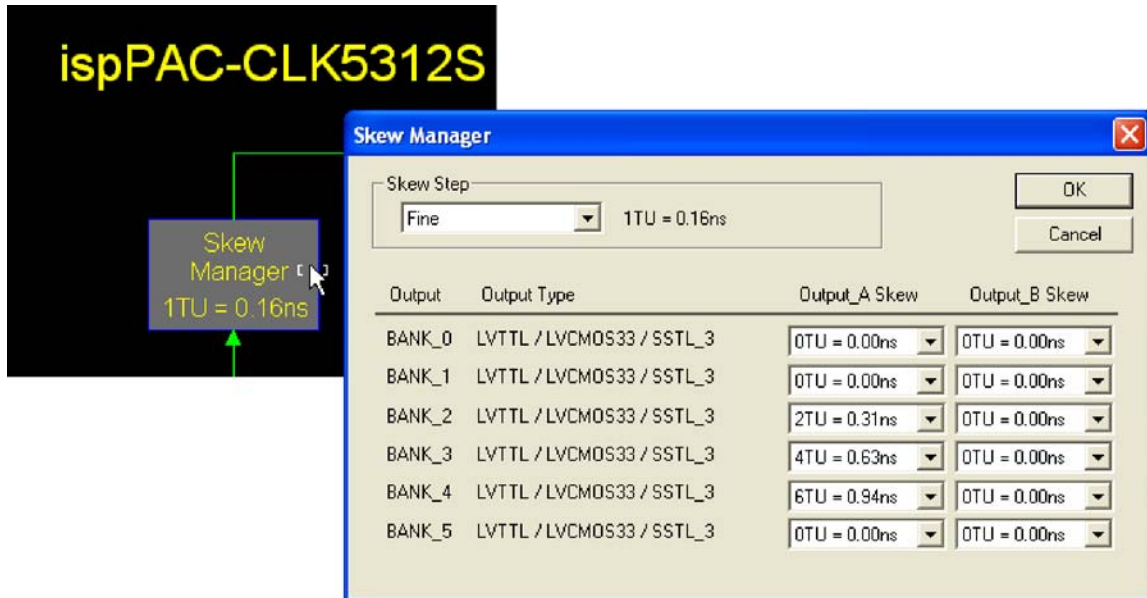 ispPAC-CLK5312S
Skew
Manager
1TU = 0.16ns
Skew Manager
Skew Step
Fine
1TU = 0.16ns
OK
Cancel
Output Output Type Output_A Skew Output_B Skew
BANK_0 LVTTL / LVCMOS33 / SSTL_3 0TU = 0.00ns 0TU = 0.00ns
BANK_1 LVTTL / LVCMOS33 / SSTL_3 0TU = 0.00ns 0TU = 0.00ns
BANK_2 LVTTL / LVCMOS33 / SSTL_3 2TU = 0.31ns 0TU = 0.00ns
BANK_3 LVTTL / LVCMOS33 / SSTL_3 4TU = 0.63ns 0TU = 0.00ns
BANK_4 LVTTL / LVCMOS33 / SSTL_3 6TU = 0.94ns 0TU = 0.00ns
BANK_5 LVTTL / LVCMOS33 / SSTL_3 0TU = 0.00ns 0TU = 0.00ns